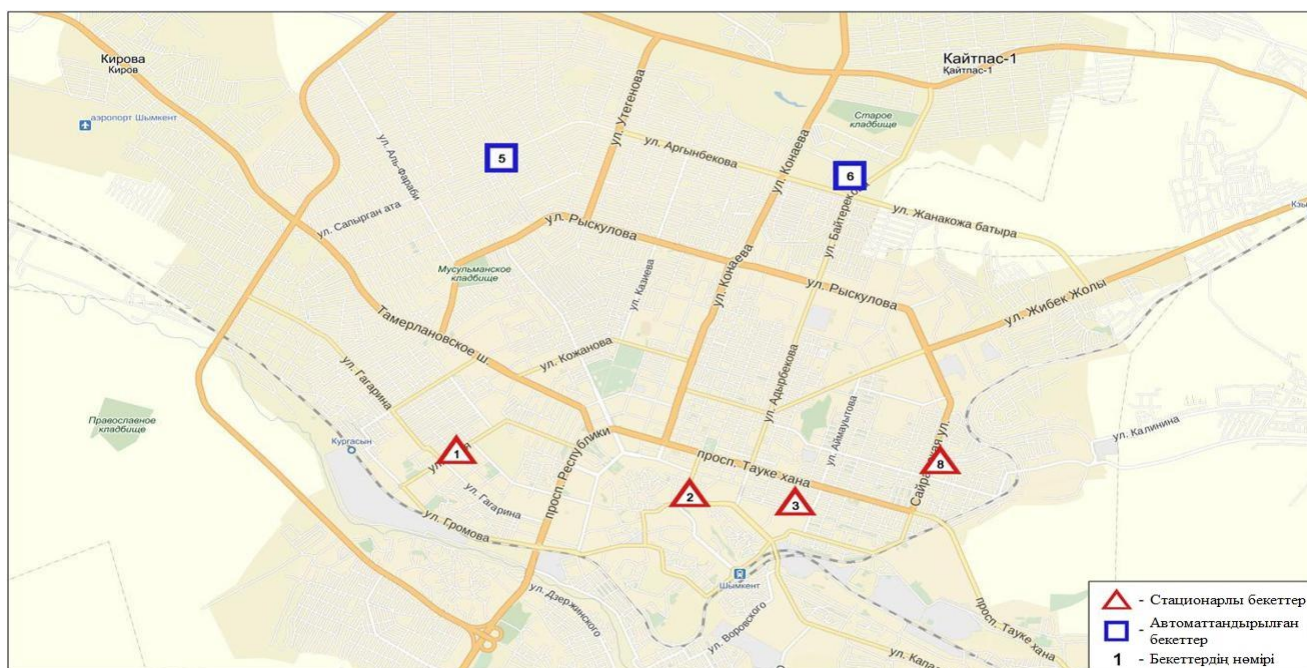 Кирова
Киров
аэропорт Шымкент
Кайтпас-1
Қайтпас-1
Старое
кладбище
ул. Утегенова
ул. Конаева
ул. Аль-Фараби
ул. Аргынбекова
5
6
ул. Байтерекова
ул. Жанакожа батыра
ул. Сапырган ата
ул. Рыскулова
Мусульманское
кладбище
ул. Казиева
ул. Конаева
ул. Рыскулова
ул. Жибек Жолы
Тамерлановское ш.
ул. Кожанова
ул. Гагарина
ул. Адырбекова
ул. Аймаутова
Православное
кладбище
Кургасын
1
просп. Республики
просп. Тауке хана
Сайрамская ул.
8
ул. Калинина
2
3
ул. Гагарина
ул. Громова
Шымкент
ул. Дзержинского
ул. Воровского
просп. Тауке хана
- Стационарлы бекеттер
- Автоматтандырылған
бекеттер
1 - Бекеттердің нөмірі